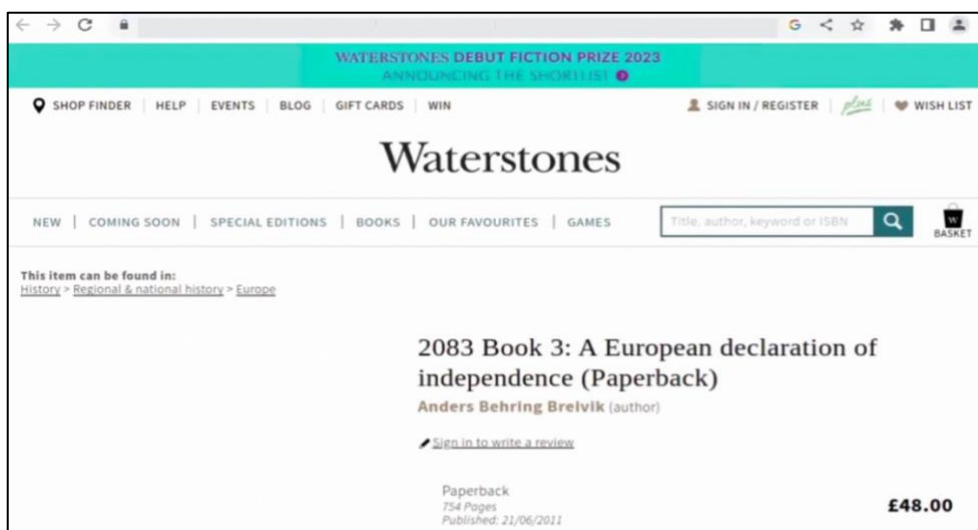 WATERSTONES DEBUT FICTION PRIZE 2023
ANNOUNCING THE SHORTLIST
SHOP FINDER | HELP | EVENTS | BLOG | GIFT CARDS | WIN
SIGN IN / REGISTER | plus | WISH LIST
Waterstones
NEW | COMING SOON | SPECIAL EDITIONS | BOOKS | OUR FAVOURITES | GAMES
Title, author, keyword or ISBN
W
BASKET
This item can be found in:
History > Regional & national history > Europe
2083 Book 3: A European declaration of
independence (Paperback)
Anders Behring Breivik (author)
Sign in to write a review
Paperback
754 Pages
Published: 21/06/2011
£48.00